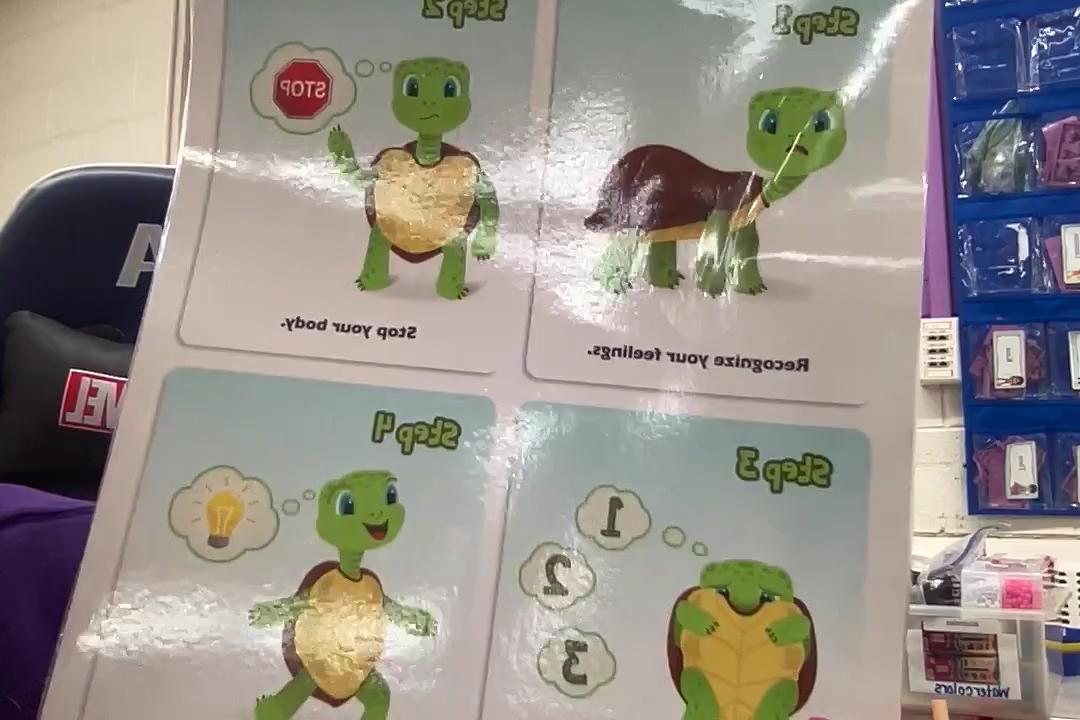 Step 1
Recognize your feelings.
Step 2
STOP
Stop your body.
Step 3
1
2
3
Step 4
A
VEL
Watercolors